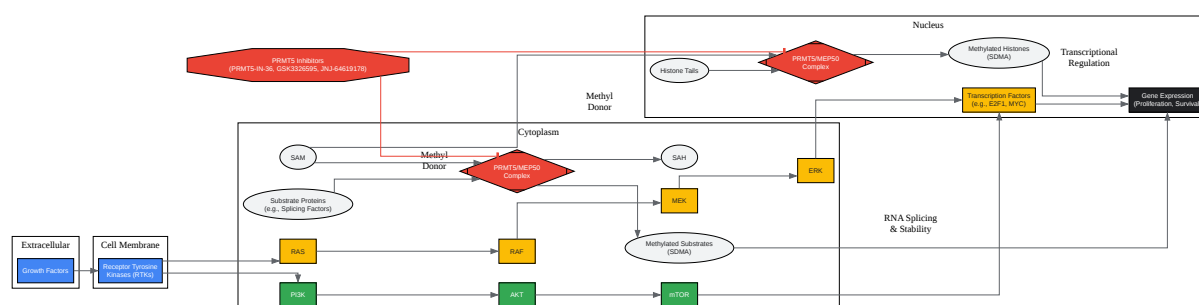 Nucleus
PRMT5 Inhibitors
(PRMT5-IN-36, GSK3326595, JNJ-64619178)
PRMT5/MEP50
Complex
Histone Tails
Methylated Histones
(SDMA)
Transcriptional
Regulation
Methyl
Donor
Transcription Factors
(e.g., E2F1, MYC)
Gene Expression
(Proliferation, Survival
Cytoplasm
SAM
Methyl
Donor
PRMT5/MEP50
Complex
SAH
ERK
Substrate Proteins
(e.g., Splicing Factors)
MEK
RNA Splicing
& Stability
Extracellular
Growth Factors
Cell Membrane
Receptor Tyrosine
Kinases (RTKs)
RAS
RAF
Methylated Substrates
(SDMA)
PI3K
AKT
mTOR